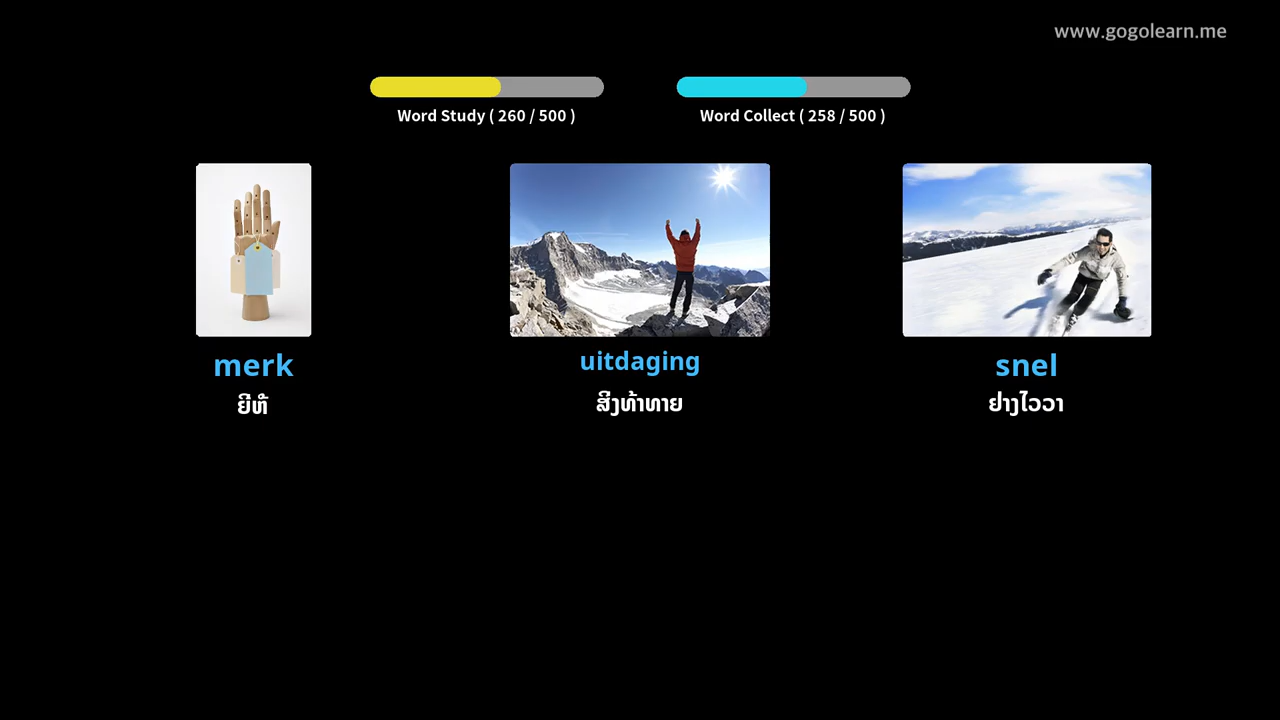 www.gogolearn.me
Word Study ( 260 / 500 )
Word Collect ( 258 / 500 )
merk
uitdaging
snel
ຍີ່ຫໍ້
ສິ່ງທ້າທາຍ
ຢ່າງໄວວາ